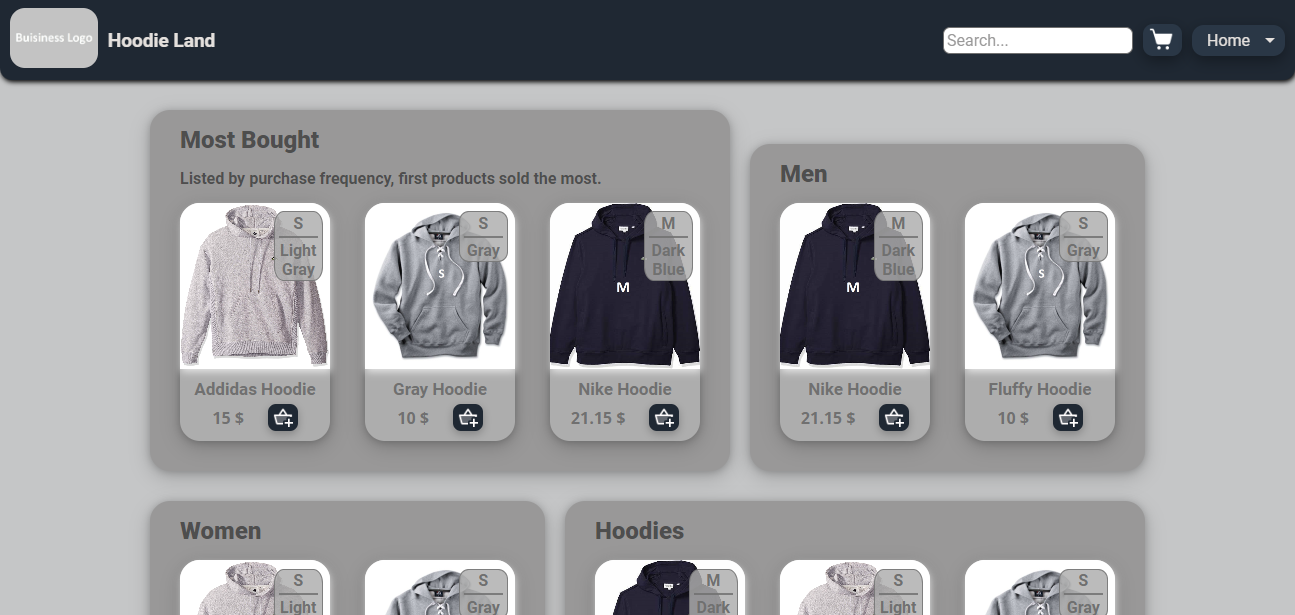 Buisiness Logo
Hoodie Land
Search...
Home
Most Bought
Listed by purchase frequency, first products sold the most.
S
Light
Gray
Addidas Hoodie
15 $
S
Gray
S
Gray Hoodie
10 $
M
Dark
Blue
M
Nike Hoodie
21.15 $
Men
M
Dark
Blue
M
Nike Hoodie
21.15 $
S
Gray
S
Fluffy Hoodie
10 $
Women
S
Light
S
Gray
Hoodies
M
Dark
S
Light
S
Gray